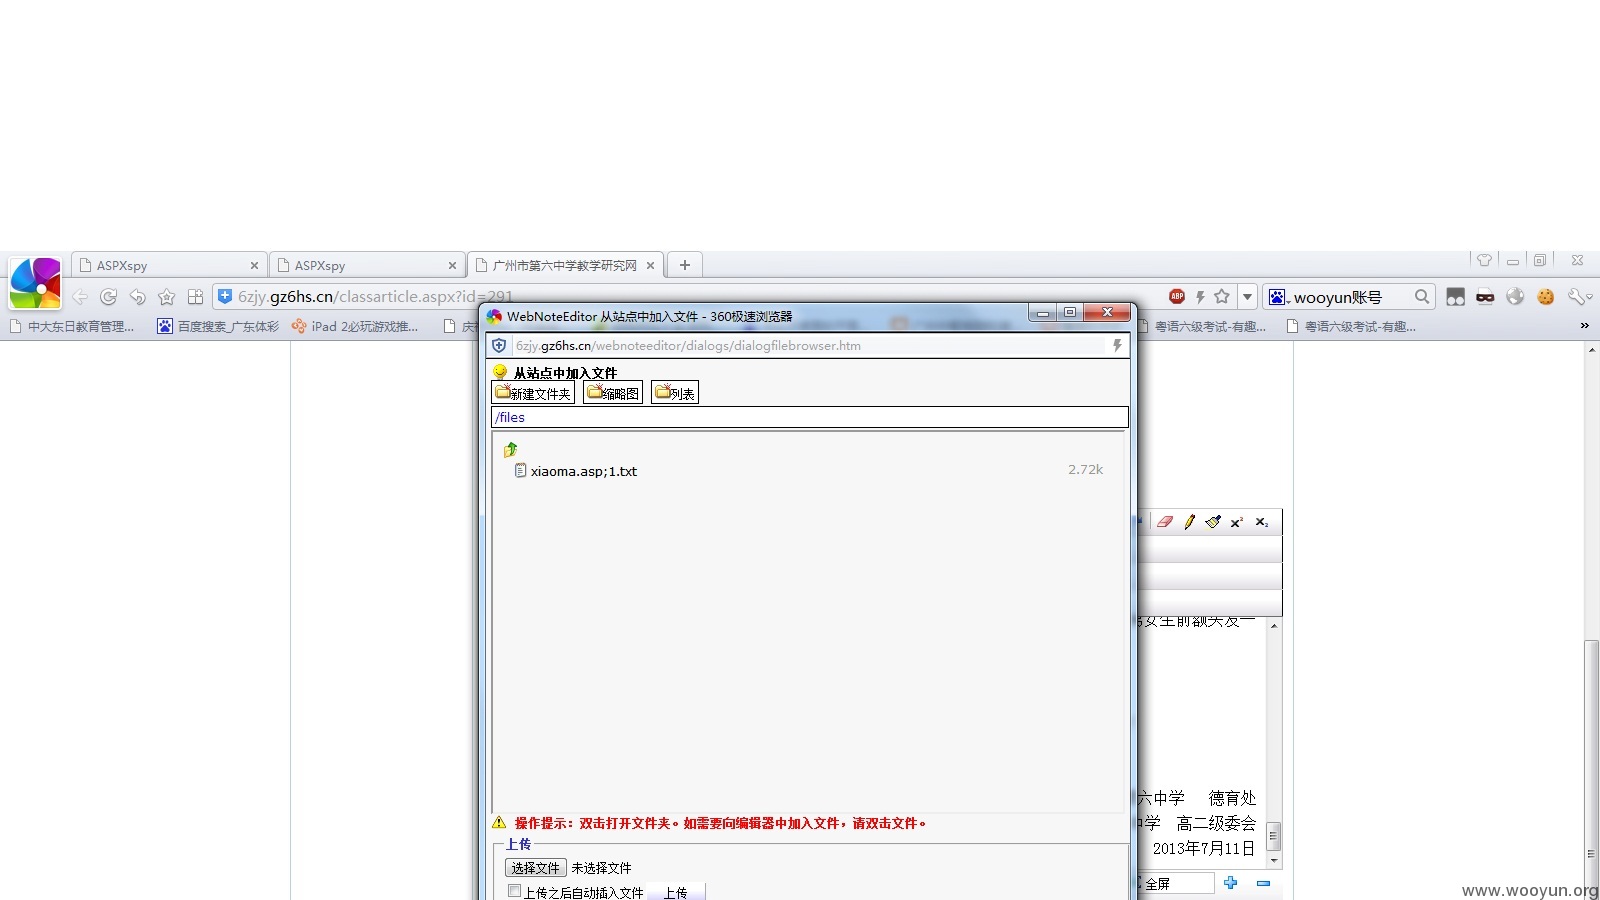 ASPXspy
ASPXspy
广州市第六中学教学研究网
6zjy.gz6hs.cn/classarticle.aspx?id=291
ABP
wooyun账号
中大东日教育管理...
百度搜索_广东体彩
iPad 2必玩游戏推...
粤语六级考试-有趣...
粤语六级考试-有趣...
WebNoteEditor 从站点中加入文件 - 360极速浏览器
6zjy.gz6hs.cn/webnoteeditor/dialogs/dialogfilebrowser.htm
从站点中加入文件
新建文件夹
缩略图
列表
/files
xiaoma.asp;1.txt
2.72k
操作提示：双击打开文件夹。如需要向编辑器中加入文件，请双击文件。
上传
选择文件 未选择文件
上传之后自动插入文件
上传
六中学 德育处
中学 高二级委会
2013年7月11日
全屏
www.wooyun.org